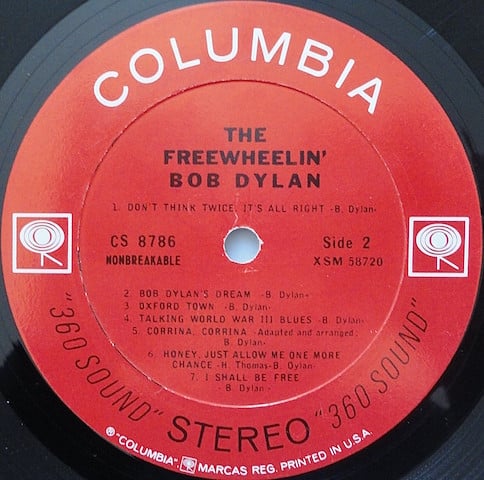 COLUMBIA
THE
FREEWHEELIN'
BOB DYLAN
1. DON'T THINK TWICE, IT'S ALL RIGHT -B. Dylan-
CS 8786
NONBREAKABLE
Side 2
XSM 58720
2. BOB DYLAN'S DREAM -B. Dylan-
3. OXFORD TOWN -B. Dylan-
4. TALKING WORLD WAR III BLUES -B. Dylan-
5. CORRINA, CORRINA -Adapted and arranged:
B. Dylan-
6. HONEY, JUST ALLOW ME ONE MORE
CHANCE -H. Thomas-B. Dylan-
7. I SHALL BE FREE
-B. Dylan-
"360 SOUND" STEREO "360 SOUND"
® "COLUMBIA", MARCAS REG. PRINTED IN U.S.A.